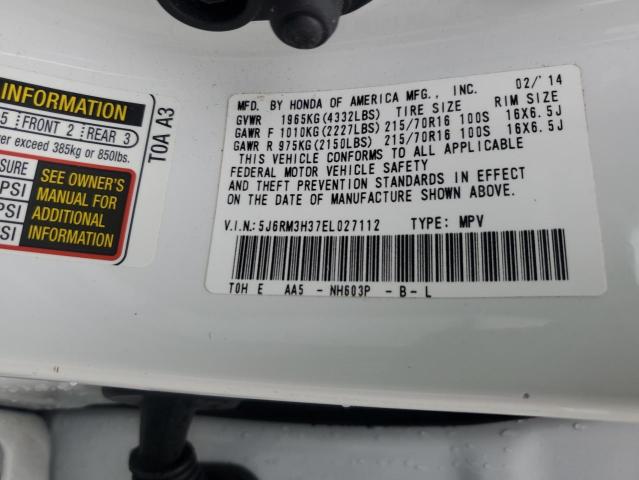 INFORMATION
5 FRONT 2 REAR 3
er exceed 385kg or 850lbs.
SURE
PSI
PSI
SI
SEE OWNER'S
MANUAL FOR
ADDITIONAL
INFORMATION
TOA A3
MFD. BY HONDA OF AMERICA MFG., INC. 02/'14
GVWR 1965KG(4332LBS) TIRE SIZE RIM SIZE
GAWR F 1010KG(2227LBS) 215/70R16 100S 16X6.5J
GAWR R 975KG(2150LBS) 215/70R16 100S 16X6.5J
THIS VEHICLE CONFORMS TO ALL APPLICABLE
FEDERAL MOTOR VEHICLE SAFETY
AND THEFT PREVENTION STANDARDS IN EFFECT
ON THE DATE OF MANUFACTURE SHOWN ABOVE.
V.I.N:5J6RM3H37EL027112 TYPE: MPV
T0H E AA5 - NH603P - B - L